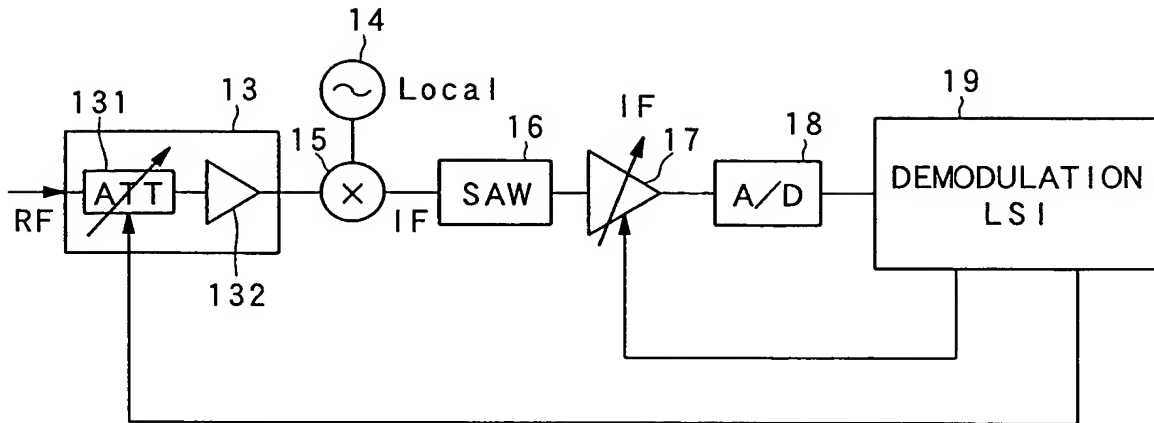 14
Local
131
13
15
16
IF
17
18
19
RF
ATT
×
IF
SAW
A/D
DEMODULATION
LSI
132